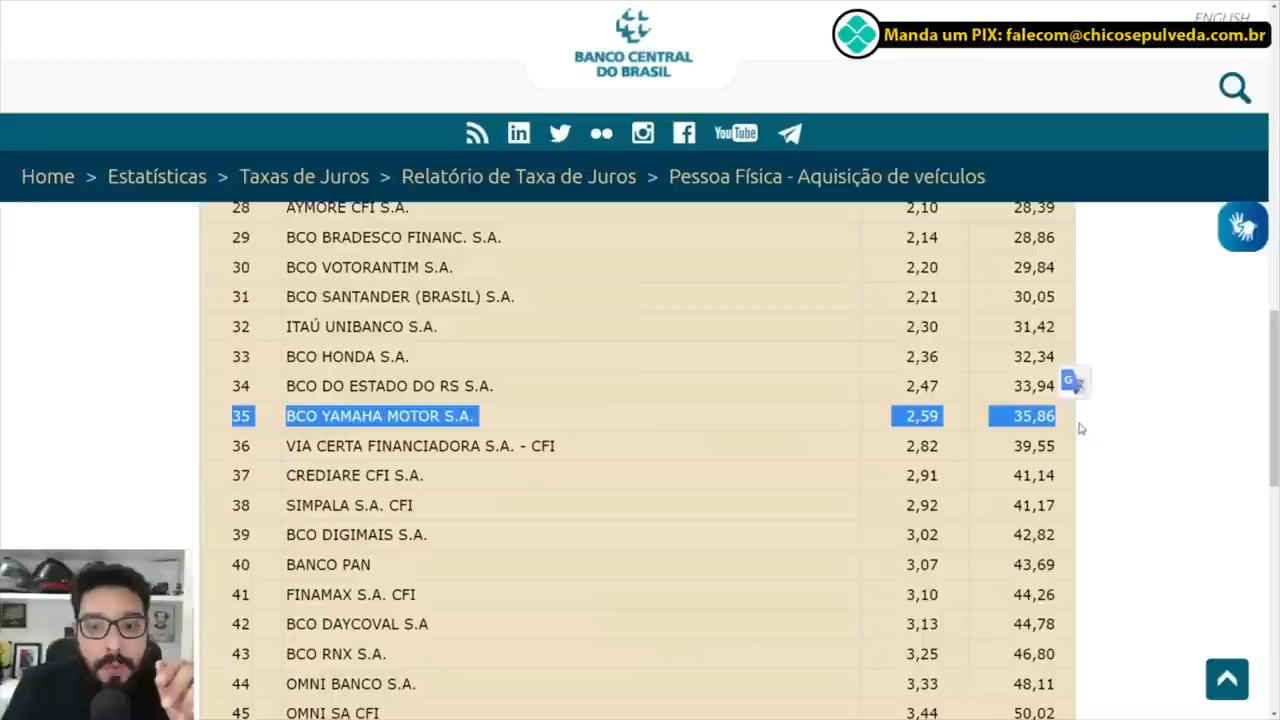 ENGLISH
Manda um PIX: falecom@chicosepulveda.com.br
BANCO CENTRAL
DO BRASIL
You Tube
Home > Estatísticas > Taxas de Juros > Relatório de Taxa de Juros > Pessoa Física - Aquisição de veículos
28 AYMORÉ CFI S.A. 2,10 28,39
29 BCO BRADESCO FINANC. S.A. 2,14 28,86
30 BCO VOTORANTIM S.A. 2,20 29,84
31 BCO SANTANDER (BRASIL) S.A. 2,21 30,05
32 ITAÚ UNIBANCO S.A. 2,30 31,42
33 BCO HONDA S.A. 2,36 32,34
34 BCO DO ESTADO DO RS S.A. 2,47 33,94
35 BCO YAMAHA MOTOR S.A. 2,59 35,86
36 VIA CERTA FINANCIADORA S.A. - CFI 2,82 39,55
37 CREDIARE CFI S.A. 2,91 41,14
38 SIMPALA S.A. CFI 2,92 41,17
39 BCO DIGIMAIS S.A. 3,02 42,82
40 BANCO PAN 3,07 43,69
41 FINAMAX S.A. CFI 3,10 44,26
42 BCO DAYCOVAL S.A 3,13 44,78
43 BCO RNX S.A. 3,25 46,80
44 OMNI BANCO S.A. 3,33 48,11
45 OMNI SA CFI 3,44 50,02